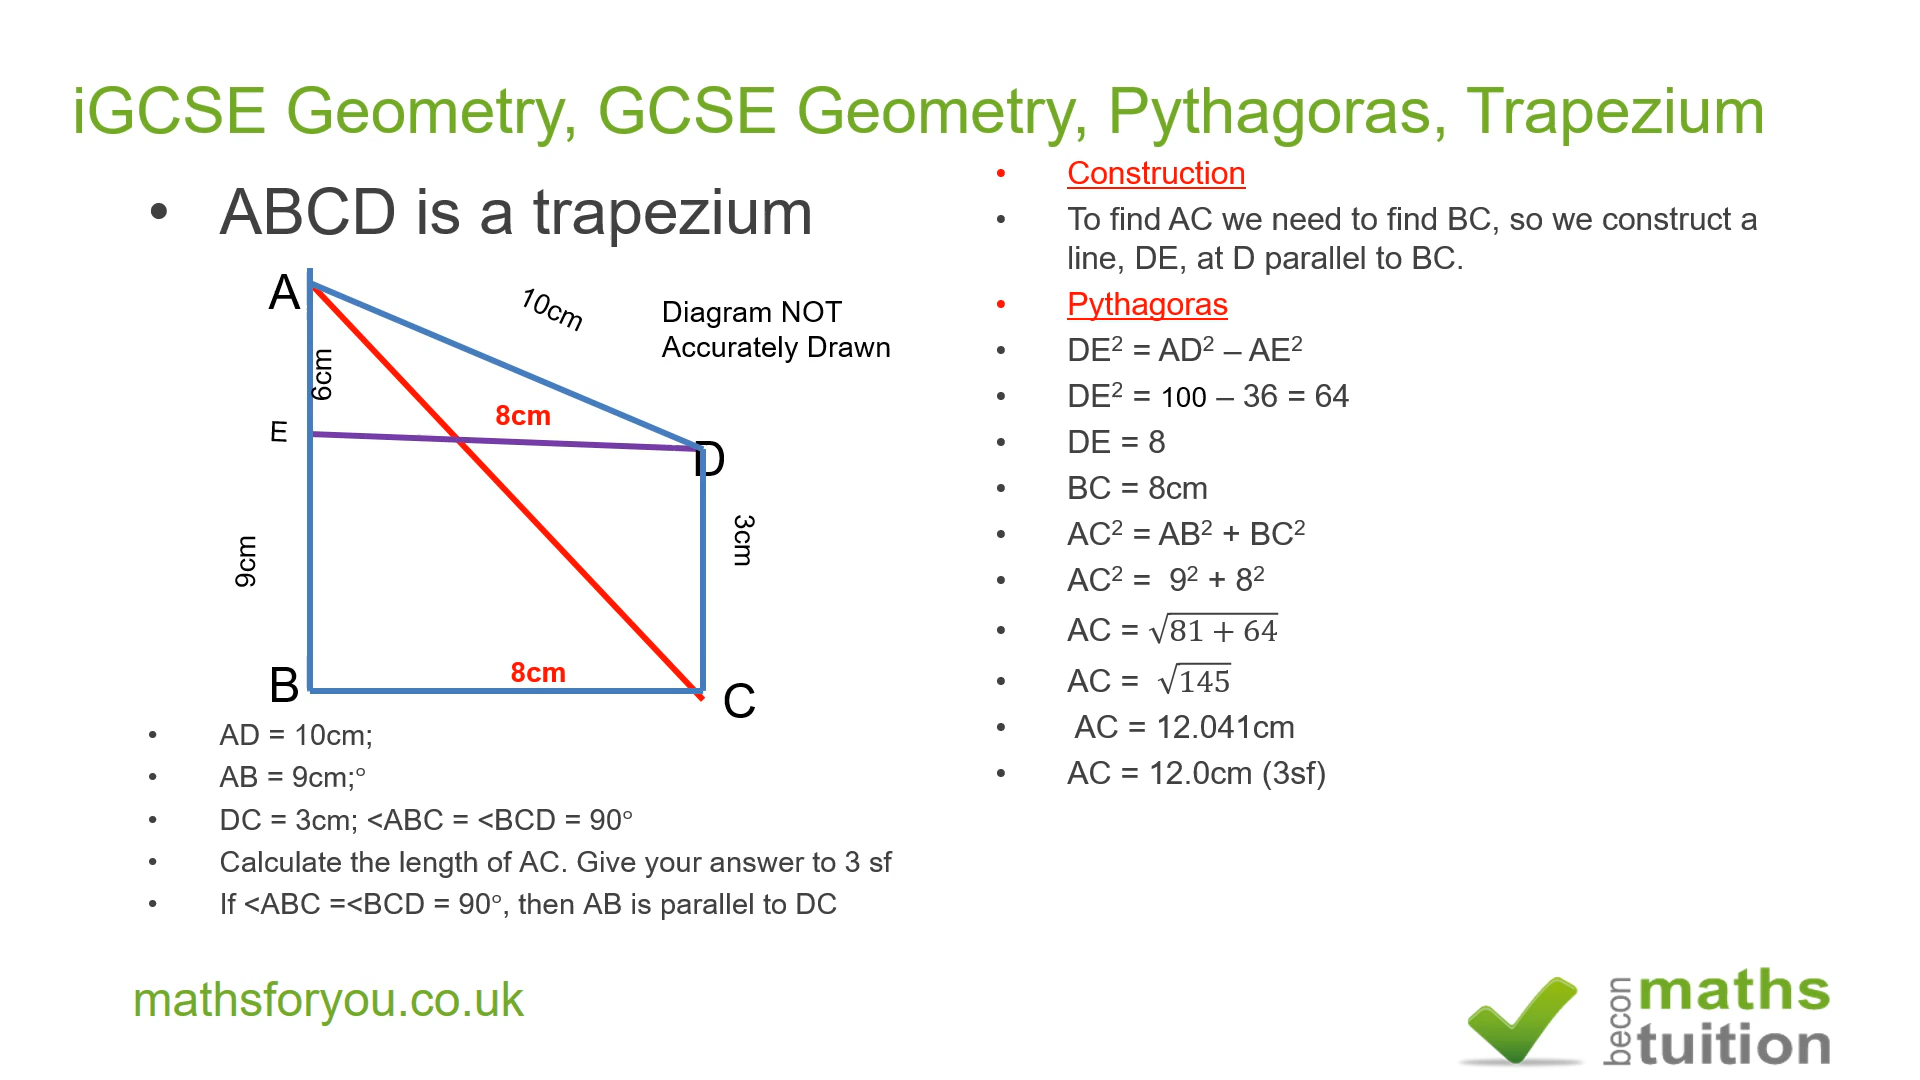 iGCSE Geometry, GCSE Geometry, Pythagoras, Trapezium
• ABCD is a trapezium
A
10cm
Diagram NOT
Accurately Drawn
6cm
8cm
E
D
9cm
3cm
8cm
B
C
• AD = 10cm;
• AB = 9cm;°
• DC = 3cm; <ABC = <BCD = 90°
• Calculate the length of AC. Give your answer to 3 sf
• If <ABC =<BCD = 90°, then AB is parallel to DC
• Construction
• To find AC we need to find BC, so we construct a
line, DE, at D parallel to BC.
• Pythagoras
• DE² = AD² – AE²
• DE² = 100 – 36 = 64
• DE = 8
• BC = 8cm
• AC² = AB² + BC²
• AC² = 9² + 8²
• AC = √(81 + 64)
• AC = √145
• AC = 12.041cm
• AC = 12.0cm (3sf)
mathsforyou.co.uk
becon
maths
tuition